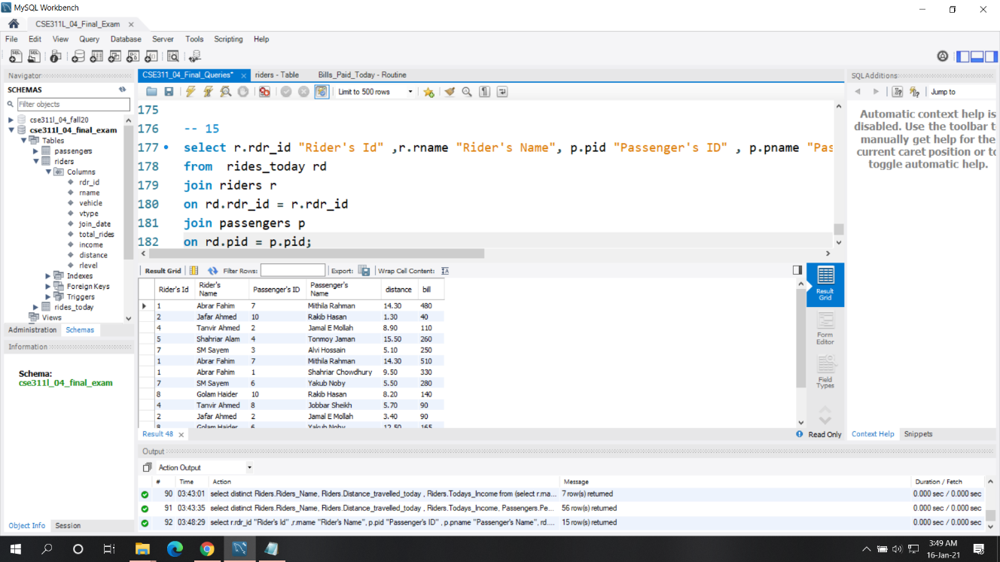 MySQL Workbench
CSE311L_04_Final_Exam
File Edit View Query Database Server Tools Scripting Help
Navigator
SCHEMAS
Filter objects
cse311l_04_fall20
cse311l_04_final_exam
Tables
passengers
riders
Columns
rdr_id
rname
vehicle
vtype
join_date
total_rides
income
distance
rlevel
Indexes
Foreign Keys
Triggers
rides_today
Views
Administration Schemas
Information
Schema:
cse311l_04_final_exam
Object Info Session
CSE311_04_Final_Queries* riders - Table Bills_Paid_Today - Routine
Limit to 500 rows
175
176 -- 15
177 select r.rdr_id "Rider's Id" ,r.rname "Rider's Name", p.pid "Passenger's ID" , p.pname "Pas
178 from rides_today rd
179 join riders r
180 on rd.rdr_id = r.rdr_id
181 join passengers p
182 on rd.pid = p.pid;
Result Grid Filter Rows: Export: Wrap Cell Content:
Rider's Id Rider's Name Passenger's ID Passenger's Name distance bill
1 Abrar Fahim 7 Mithila Rahman 14.30 480
2 Jafar Ahmed 10 Rakib Hasan 1.30 40
4 Tanvir Ahmed 2 Jamal E Mollah 8.90 110
5 Shahriar Alam 4 Tonmoy Jaman 15.50 260
7 SM Sayem 3 Alvi Hossain 5.10 250
1 Abrar Fahim 7 Mithila Rahman 14.30 510
1 Abrar Fahim 1 Shahriar Chowdhury 9.50 330
7 SM Sayem 6 Yakub Noby 5.50 280
8 Golam Haider 10 Rakib Hasan 8.20 140
4 Tanvir Ahmed 8 Jobbar Sheikh 5.70 90
2 Jafar Ahmed 2 Jamal E Mollah 3.40 90
8 Golam Haider 6 Yakub Noby 12.50 165
Result Grid
Form Editor
Field Types
Result 48
Read Only
SQLAdditions
Jump to
Automatic context help is
disabled. Use the toolbar t
manually get help for the
current caret position or to
toggle automatic help.
Context Help Snippets
Output
Action Output
# Time Action Message Duration / Fetch
90 03:43:01 select distinct Riders.Riders_Name, Riders.Distance_travelled_today , Riders.Todays_Income from (select r.rna... 7 row(s) returned 0.000 sec / 0.000 sec
91 03:43:35 select distinct Riders.Riders_Name, Riders.Distance_travelled_today , Riders.Todays_Income, Passengers.Pe... 56 row(s) returned 0.000 sec / 0.000 sec
92 03:48:29 select r.rdr_id "Rider's Id" ,r.rname "Rider's Name", p.pid "Passenger's ID" , p.pname "Passenger's Name", rd.... 15 row(s) returned 0.000 sec / 0.000 sec
3:49 AM
16-Jan-21